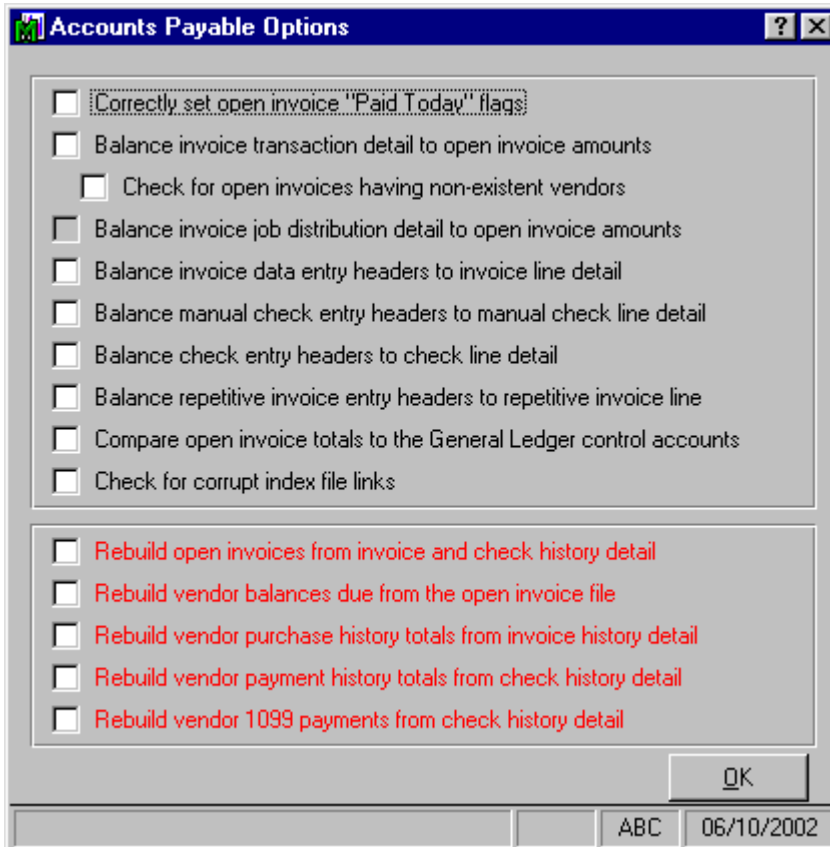 Accounts Payable Options
Correctly set open invoice "Paid Today" flags
Balance invoice transaction detail to open invoice amounts
Check for open invoices having non-existent vendors
Balance invoice job distribution detail to open invoice amounts
Balance invoice data entry headers to invoice line detail
Balance manual check entry headers to manual check line detail
Balance check entry headers to check line detail
Balance repetitive invoice entry headers to repetitive invoice line
Compare open invoice totals to the General Ledger control accounts
Check for corrupt index file links
Rebuild open invoices from invoice and check history detail
Rebuild vendor balances due from the open invoice file
Rebuild vendor purchase history totals from invoice history detail
Rebuild vendor payment history totals from check history detail
Rebuild vendor 1099 payments from check history detail
OK
ABC 06/10/2002